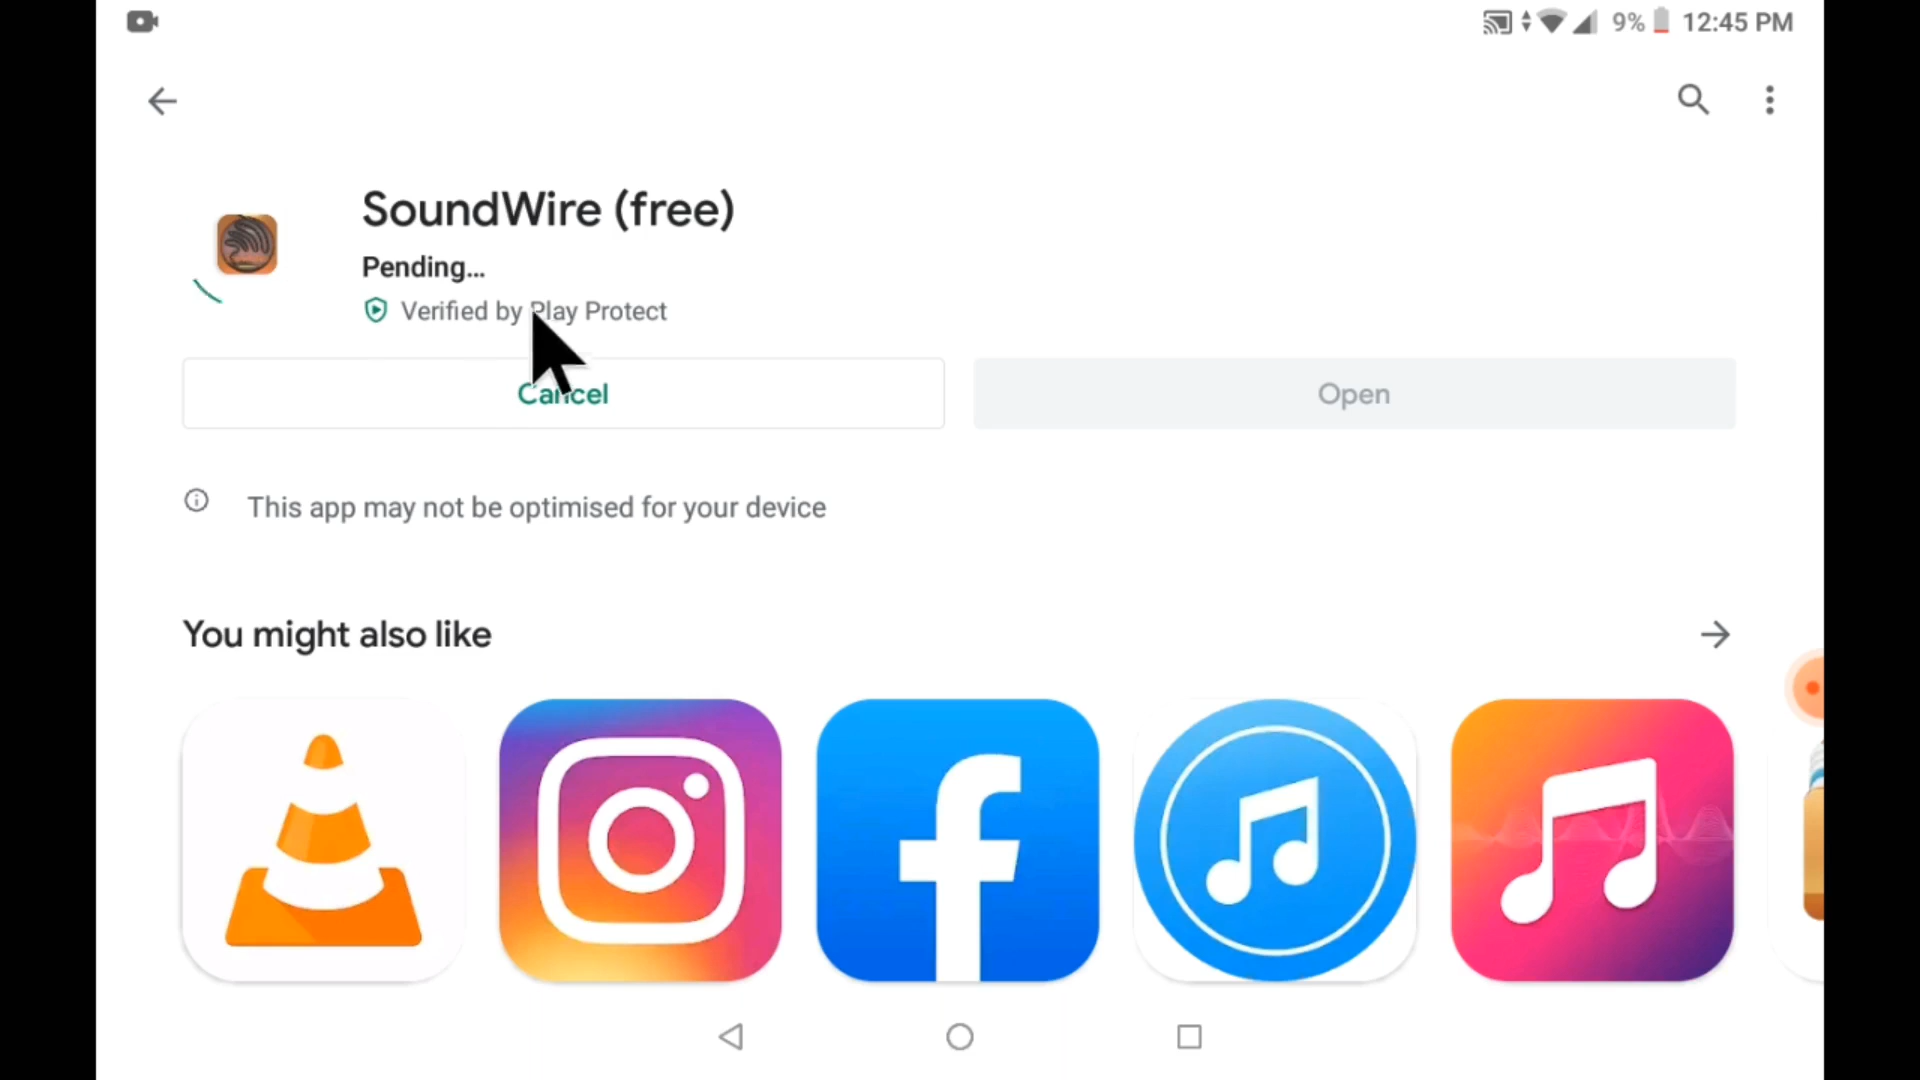 9% 12:45 PM
SoundWire (free)
Pending...
Verified by Play Protect
Cancel
Open
This app may not be optimised for your device
You might also like